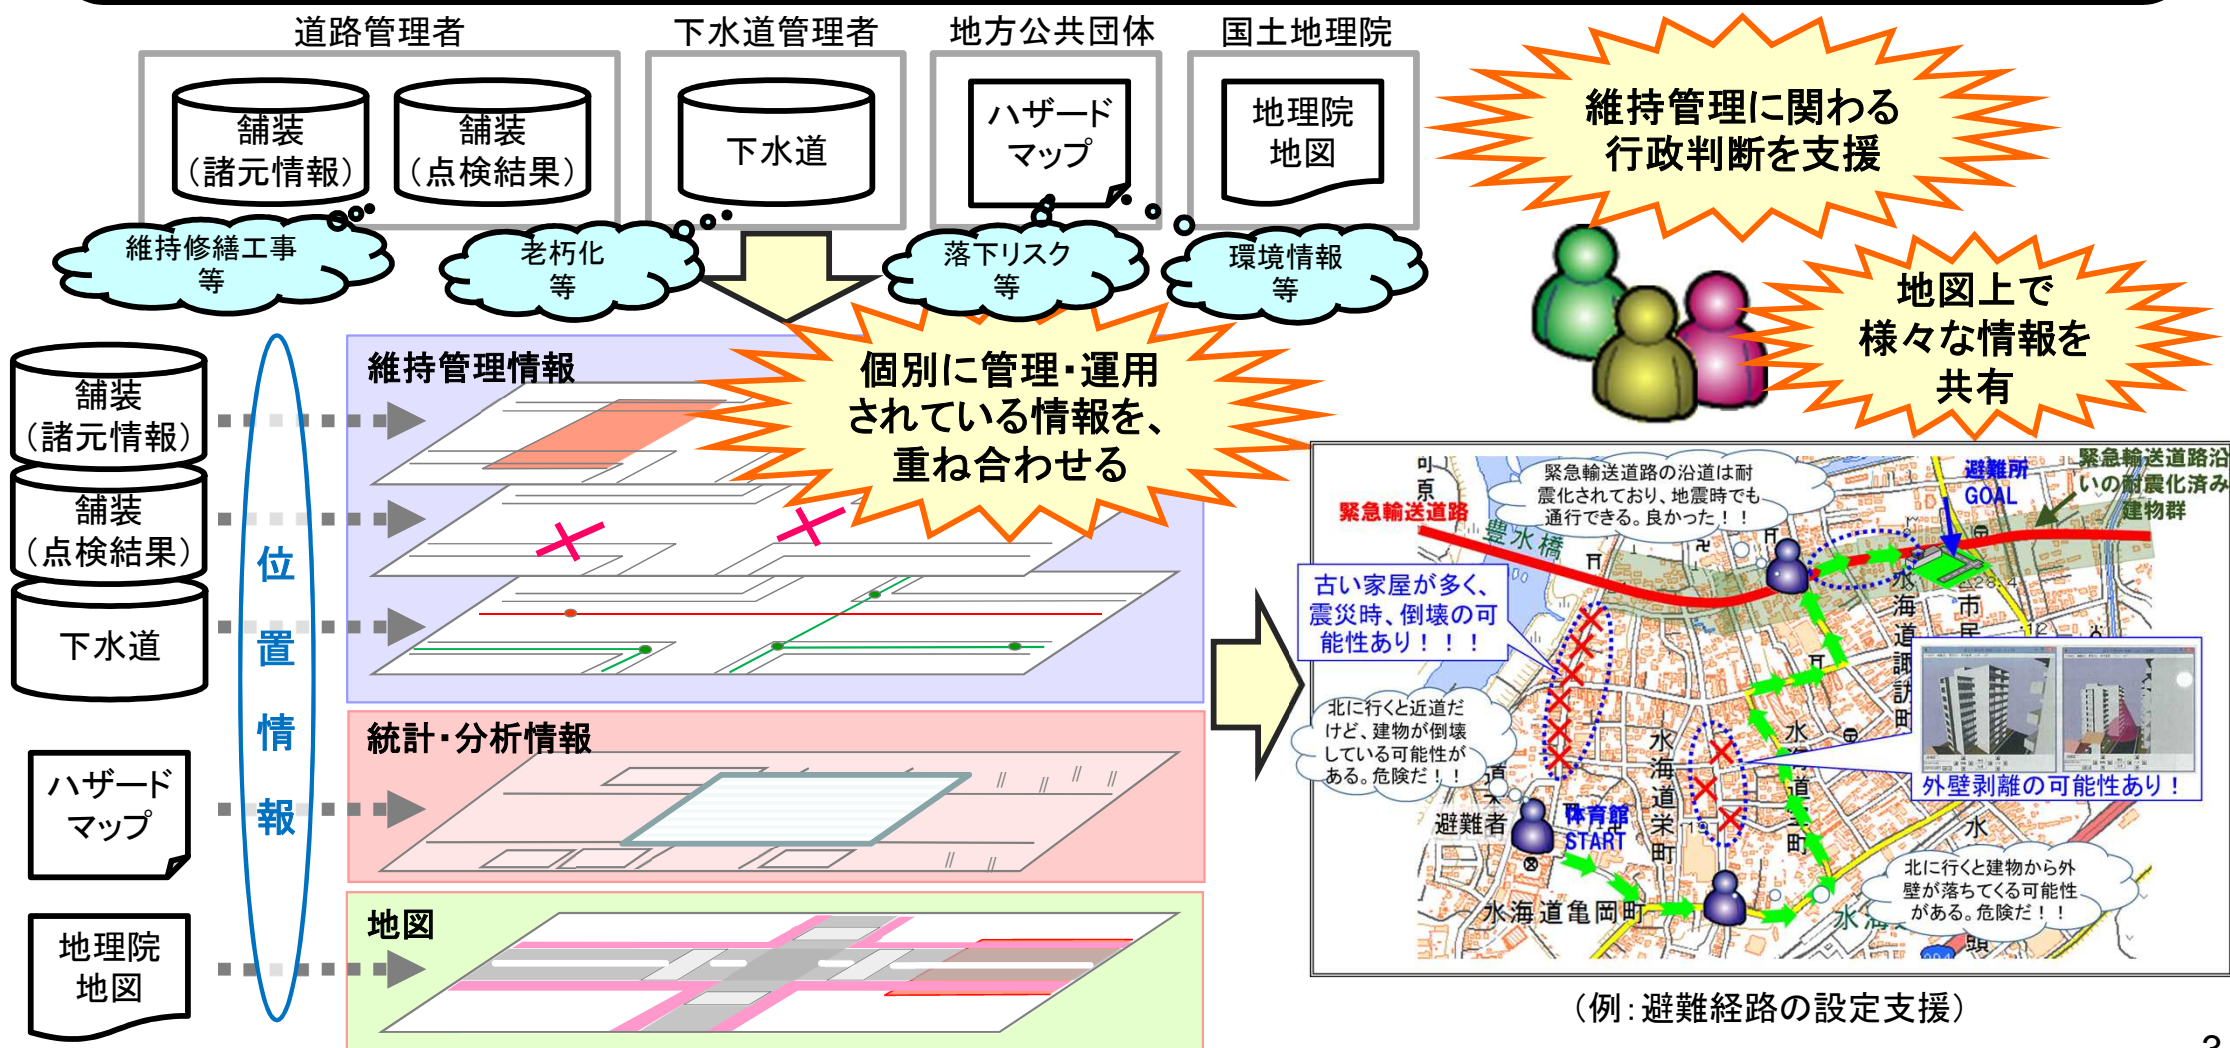 道路管理者
下水道管理者
地方公共団体
国土地理院
舗装
（諸元情報）
舗装
（点検結果）
下水道
ハザード
マップ
地理院
地図
維持管理に関わる
行政判断を支援
維持修繕工事
等
老朽化
等
落下リスク
等
環境情報
等
地図上で
様々な情報を
共有
個別に管理・運用
されている情報を、
重ね合わせる
舗装
（諸元情報）
舗装
（点検結果）
下水道
ハザード
マップ
地理院
地図
位
置
情
報
維持管理情報
統計・分析情報
地図
緊急輸送道路の沿道は耐
震化されており、地震時でも
通行できる。良かった！！
緊急輸送道路
豊水橋
避難所
GOAL
緊急輸送道路沿
いの耐震化済み
建物群
古い家屋が多く、
震災時、倒壊の可
能性あり！！！
北に行くと近道だ
けど、建物が倒壊
している可能性が
ある。危険だ！！
避難者
体育館
START
水海道栄町
水海道亀岡町
水海道諏訪町
外壁剥離の可能性あり！
北に行くと建物から外
壁が落ちてくる可能性
がある。危険だ！！
（例：避難経路の設定支援）